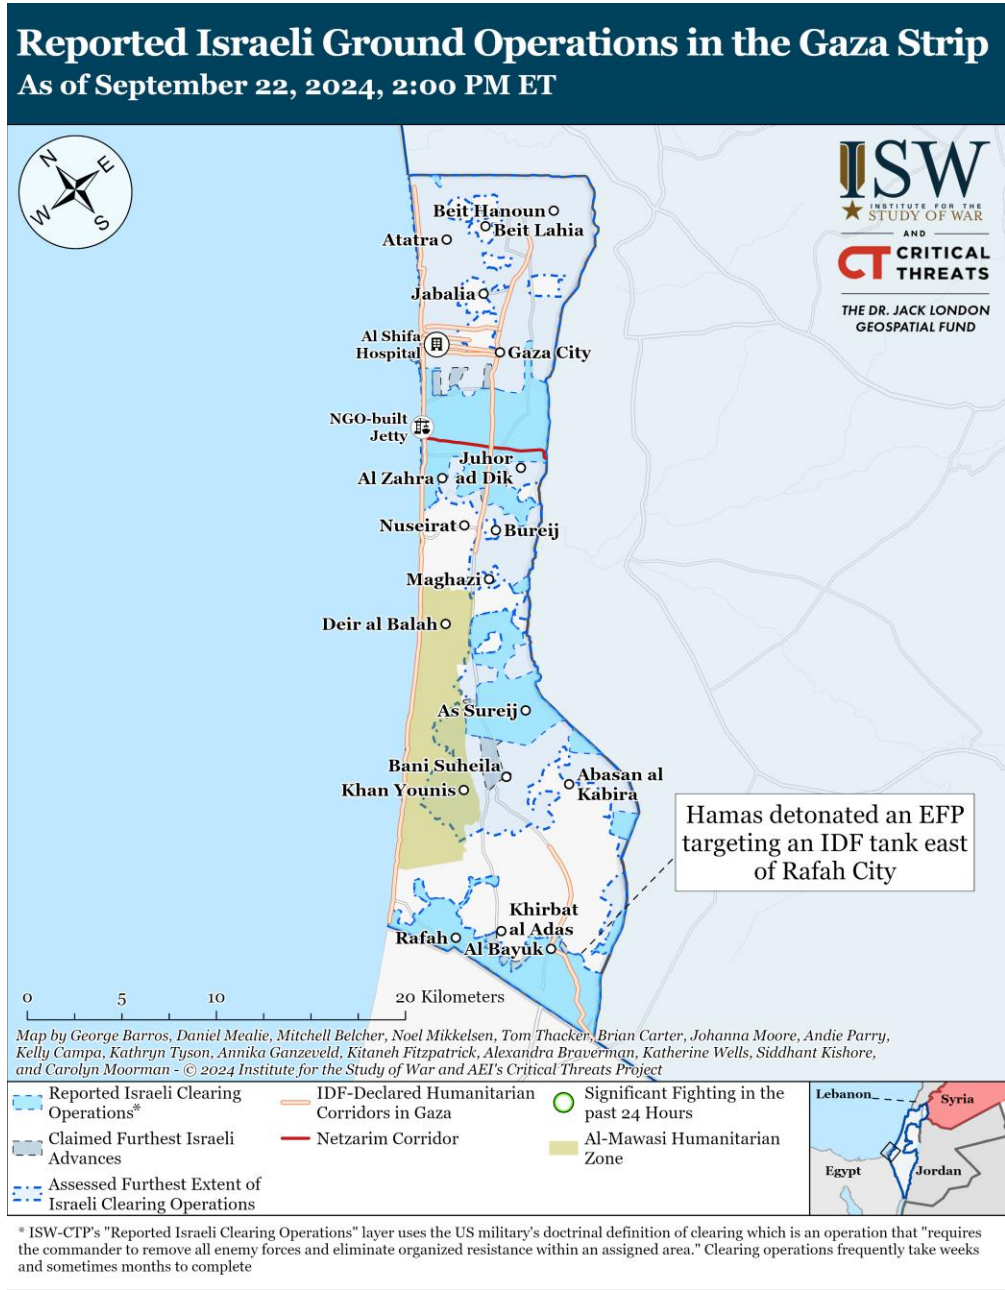 Reported Israeli Ground Operations in the Gaza Strip
As of September 22, 2024, 2:00 PM ET
N
E
W
S
ISW
INSTITUTE FOR THE
STUDY OF WAR
AND
CT CRITICAL
THREATS
THE DR. JACK LONDON
GEOSPATIAL FUND
Beit Hanoun
Beit Lahia
Atatra
Jabalia
Al Shifa
Hospital
Gaza City
NGO-built
Jetty
Juhor
ad Dik
Al Zahra
Nuseirat
Bureij
Maghazi
Deir al Balah
As Sureij
Bani Suheila
Khan Younis
Abasan al
Kabira
Hamas detonated an EFP
targeting an IDF tank east
of Rafah City
Khirbat
al Adas
Rafah
Al Bayuk
0 5 10 20 Kilometers
Map by George Barros, Daniel Mealie, Mitchell Belcher, Noel Mikkelsen, Tom Thacker, Brian Carter, Johanna Moore, Andie Parry,
Kelly Campa, Kathryn Tyson, Annika Ganzeveld, Kitaneh Fitzpatrick, Alexandra Braverman, Katherine Wells, Siddhant Kishore,
and Carolyn Moorman - © 2024 Institute for the Study of War and AEI's Critical Threats Project
Reported Israeli Clearing
Operations*
Claimed Furthest Israeli
Advances
Assessed Furthest Extent of
Israeli Clearing Operations
IDF-Declared Humanitarian
Corridors in Gaza
Netzarim Corridor
Significant Fighting in the
past 24 Hours
Al-Mawasi Humanitarian
Zone
Lebanon
Syria
Egypt
Jordan
* ISW-CTP's "Reported Israeli Clearing Operations" layer uses the US military's doctrinal definition of clearing which is an operation that "requires
the commander to remove all enemy forces and eliminate organized resistance within an assigned area." Clearing operations frequently take weeks
and sometimes months to complete